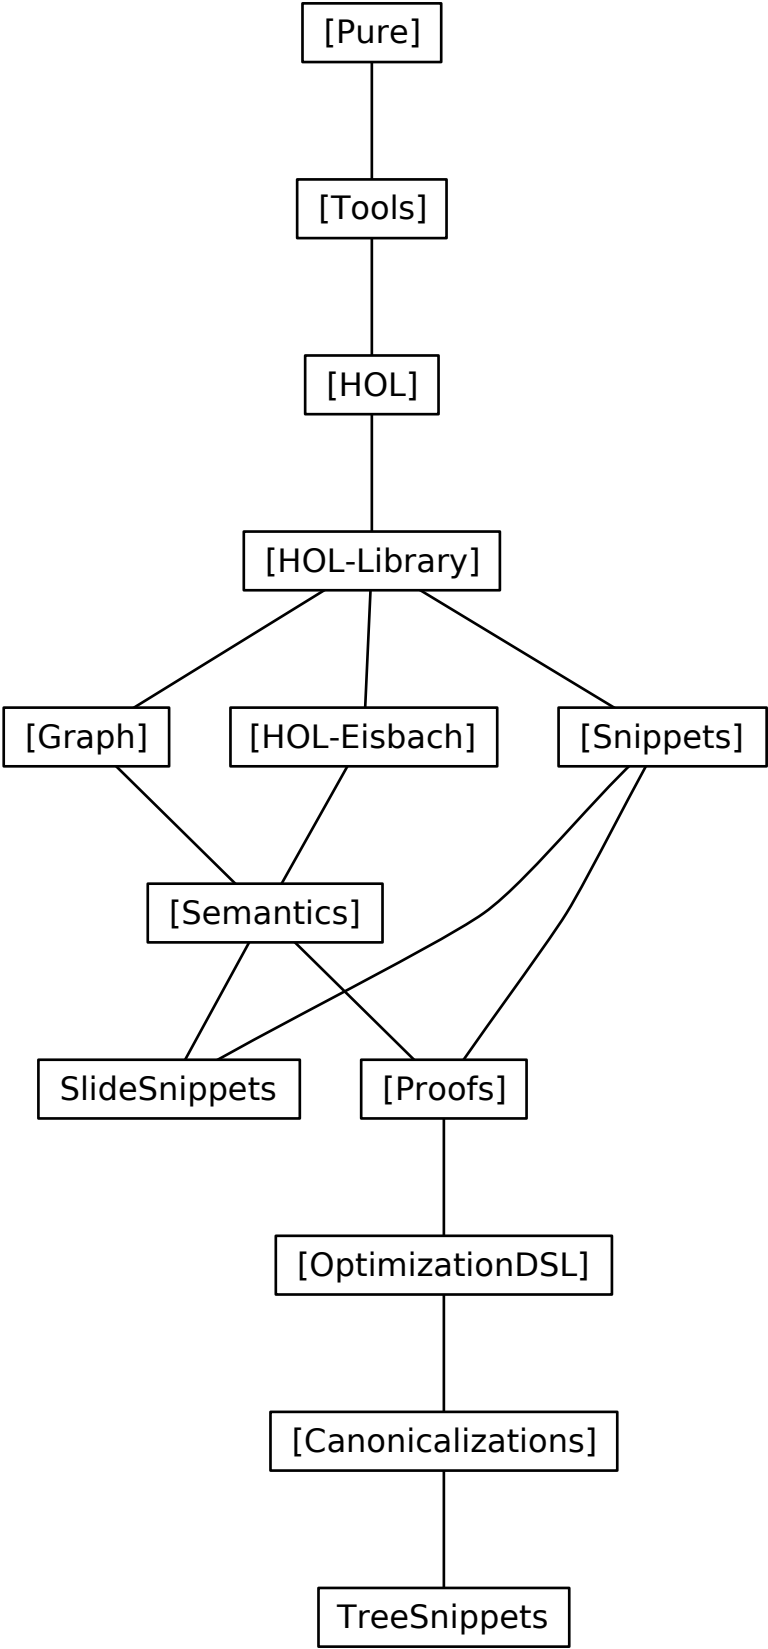 [Pure]
[Tools]
[HOL]
[HOL-Library]
[Graph]
[HOL-Eisbach]
[Snippets]
[Semantics]
SlideSnippets
[Proofs]
[OptimizationDSL]
[Canonicalizations]
TreeSnippets